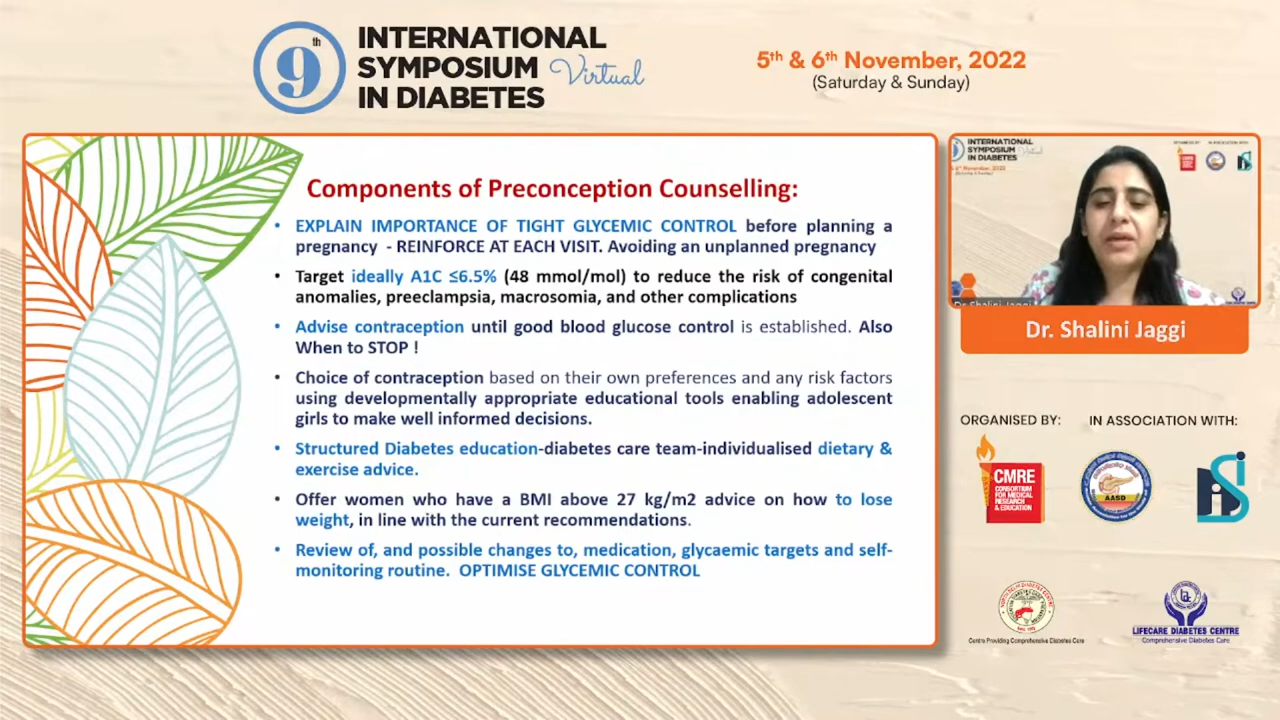 9th
INTERNATIONAL
SYMPOSIUM Virtual
IN DIABETES
5th & 6th November, 2022
(Saturday & Sunday)
Components of Preconception Counselling:
• EXPLAIN IMPORTANCE OF TIGHT GLYCEMIC CONTROL before planning a
pregnancy - REINFORCE AT EACH VISIT. Avoiding an unplanned pregnancy
• Target ideally A1C ≤6.5% (48 mmol/mol) to reduce the risk of congenital
anomalies, preeclampsia, macrosomia, and other complications
• Advise contraception until good blood glucose control is established. Also
When to STOP !
• Choice of contraception based on their own preferences and any risk factors
using developmentally appropriate educational tools enabling adolescent
girls to make well informed decisions.
• Structured Diabetes education-diabetes care team-individualised dietary &
exercise advice.
• Offer women who have a BMI above 27 kg/m2 advice on how to lose
weight, in line with the current recommendations.
• Review of, and possible changes to, medication, glycaemic targets and self-
monitoring routine. OPTIMISE GLYCEMIC CONTROL
INTERNATIONAL
SYMPOSIUM Virtual
IN DIABETES
Dr. Shalini Jaggi
Dr. Shalini Jaggi
ORGANISED BY:
IN ASSOCIATION WITH:
CMRE
CONSORTIUM
FOR MEDICAL
RESEARCH
& EDUCATION
AASD
Centre Providing Comprehensive Diabetes Care
LIFECARE DIABETES CENTRE
Comprehensive Diabetes Care